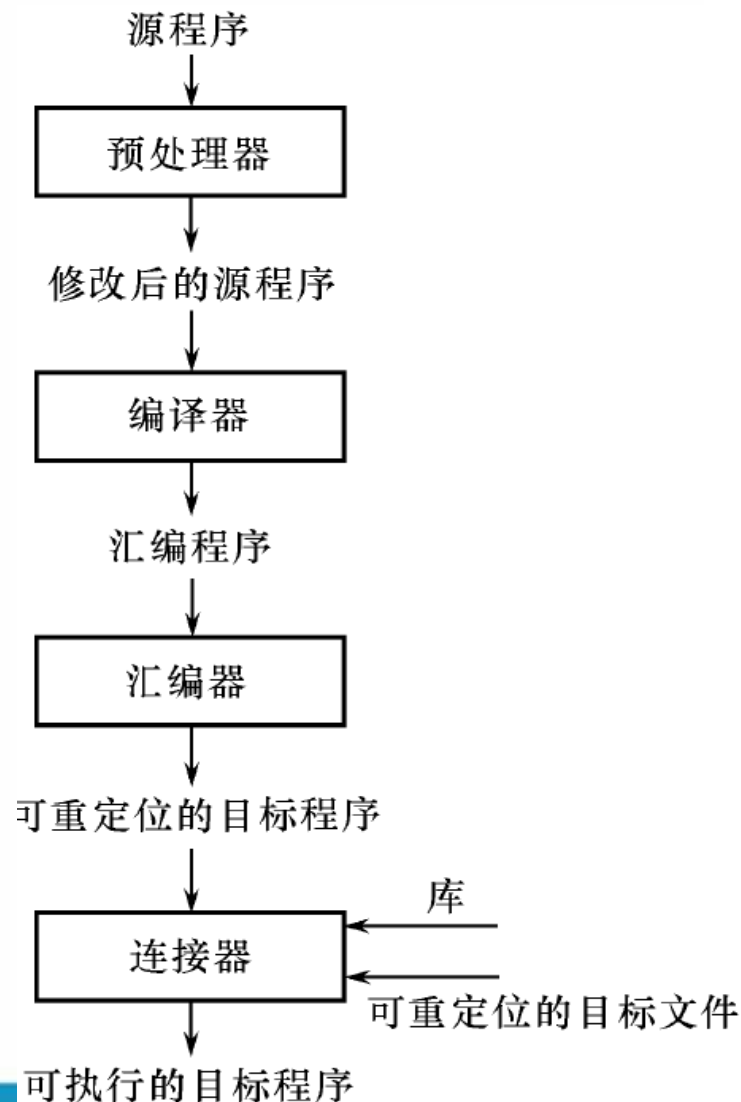 源程序
预处理器
修改后的源程序
编译器
汇编程序
汇编器
可重定位的目标程序
库
连接器
可重定位的目标文件
可执行的目标程序